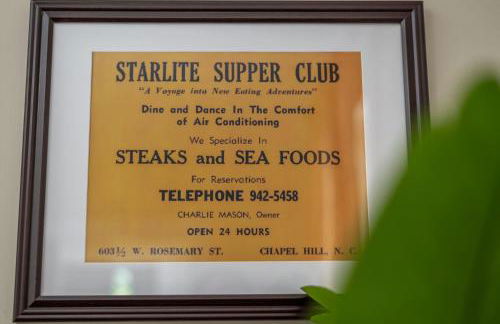 STARLITE SUPPER CLUB
"A Voyage into New Eating Adventures"
Dine and Dance In The Comfort
of Air Conditioning
We Specialize In
STEAKS and SEA FOODS
For Reservations
TELEPHONE 942-5458
CHARLIE MASON, Owner
OPEN 24 HOURS
603½ W. ROSEMARY ST. CHAPEL HILL, N. C.